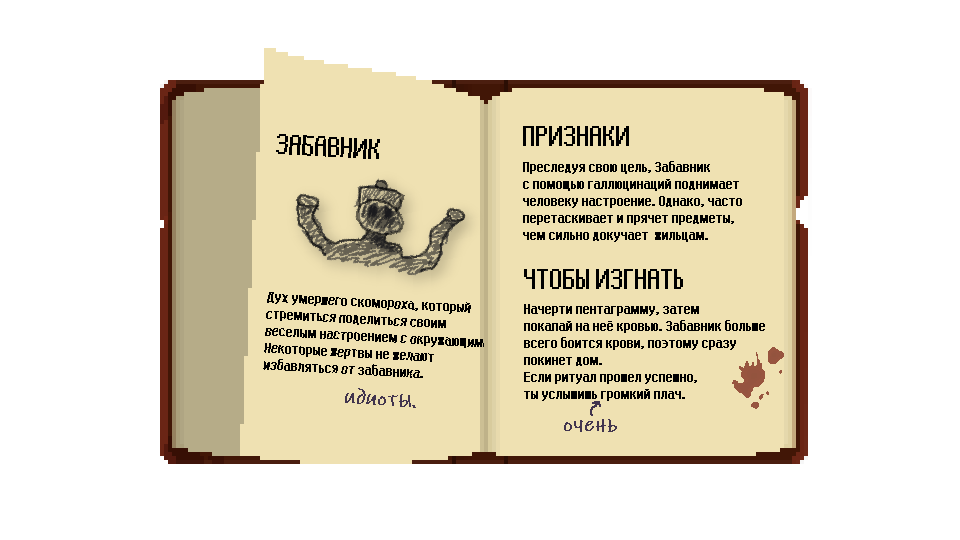 ЗАБАВНИК
Дух умершего скомороха, который
стремиться поделиться своим
веселым настроением с окружающим
Некоторые жертвы не желают
избавляться от забавника.
идиоты.
ПРИЗНАКИ
Преследуя свою цель, Забавник
с помощью галлюцинаций поднимает
человеку настроение. Однако, часто
перетаскивает и прячет предметы,
чем сильно докучает жильцам.
ЧТОБЫ ИЗГНАТЬ
Начерти пентаграмму, затем
покапай на неё кровью. Забавник больше
всего боится крови, поэтому сразу
покинет дом.
Если ритуал прошел успешно,
ты услышишь громкий плач.
очень